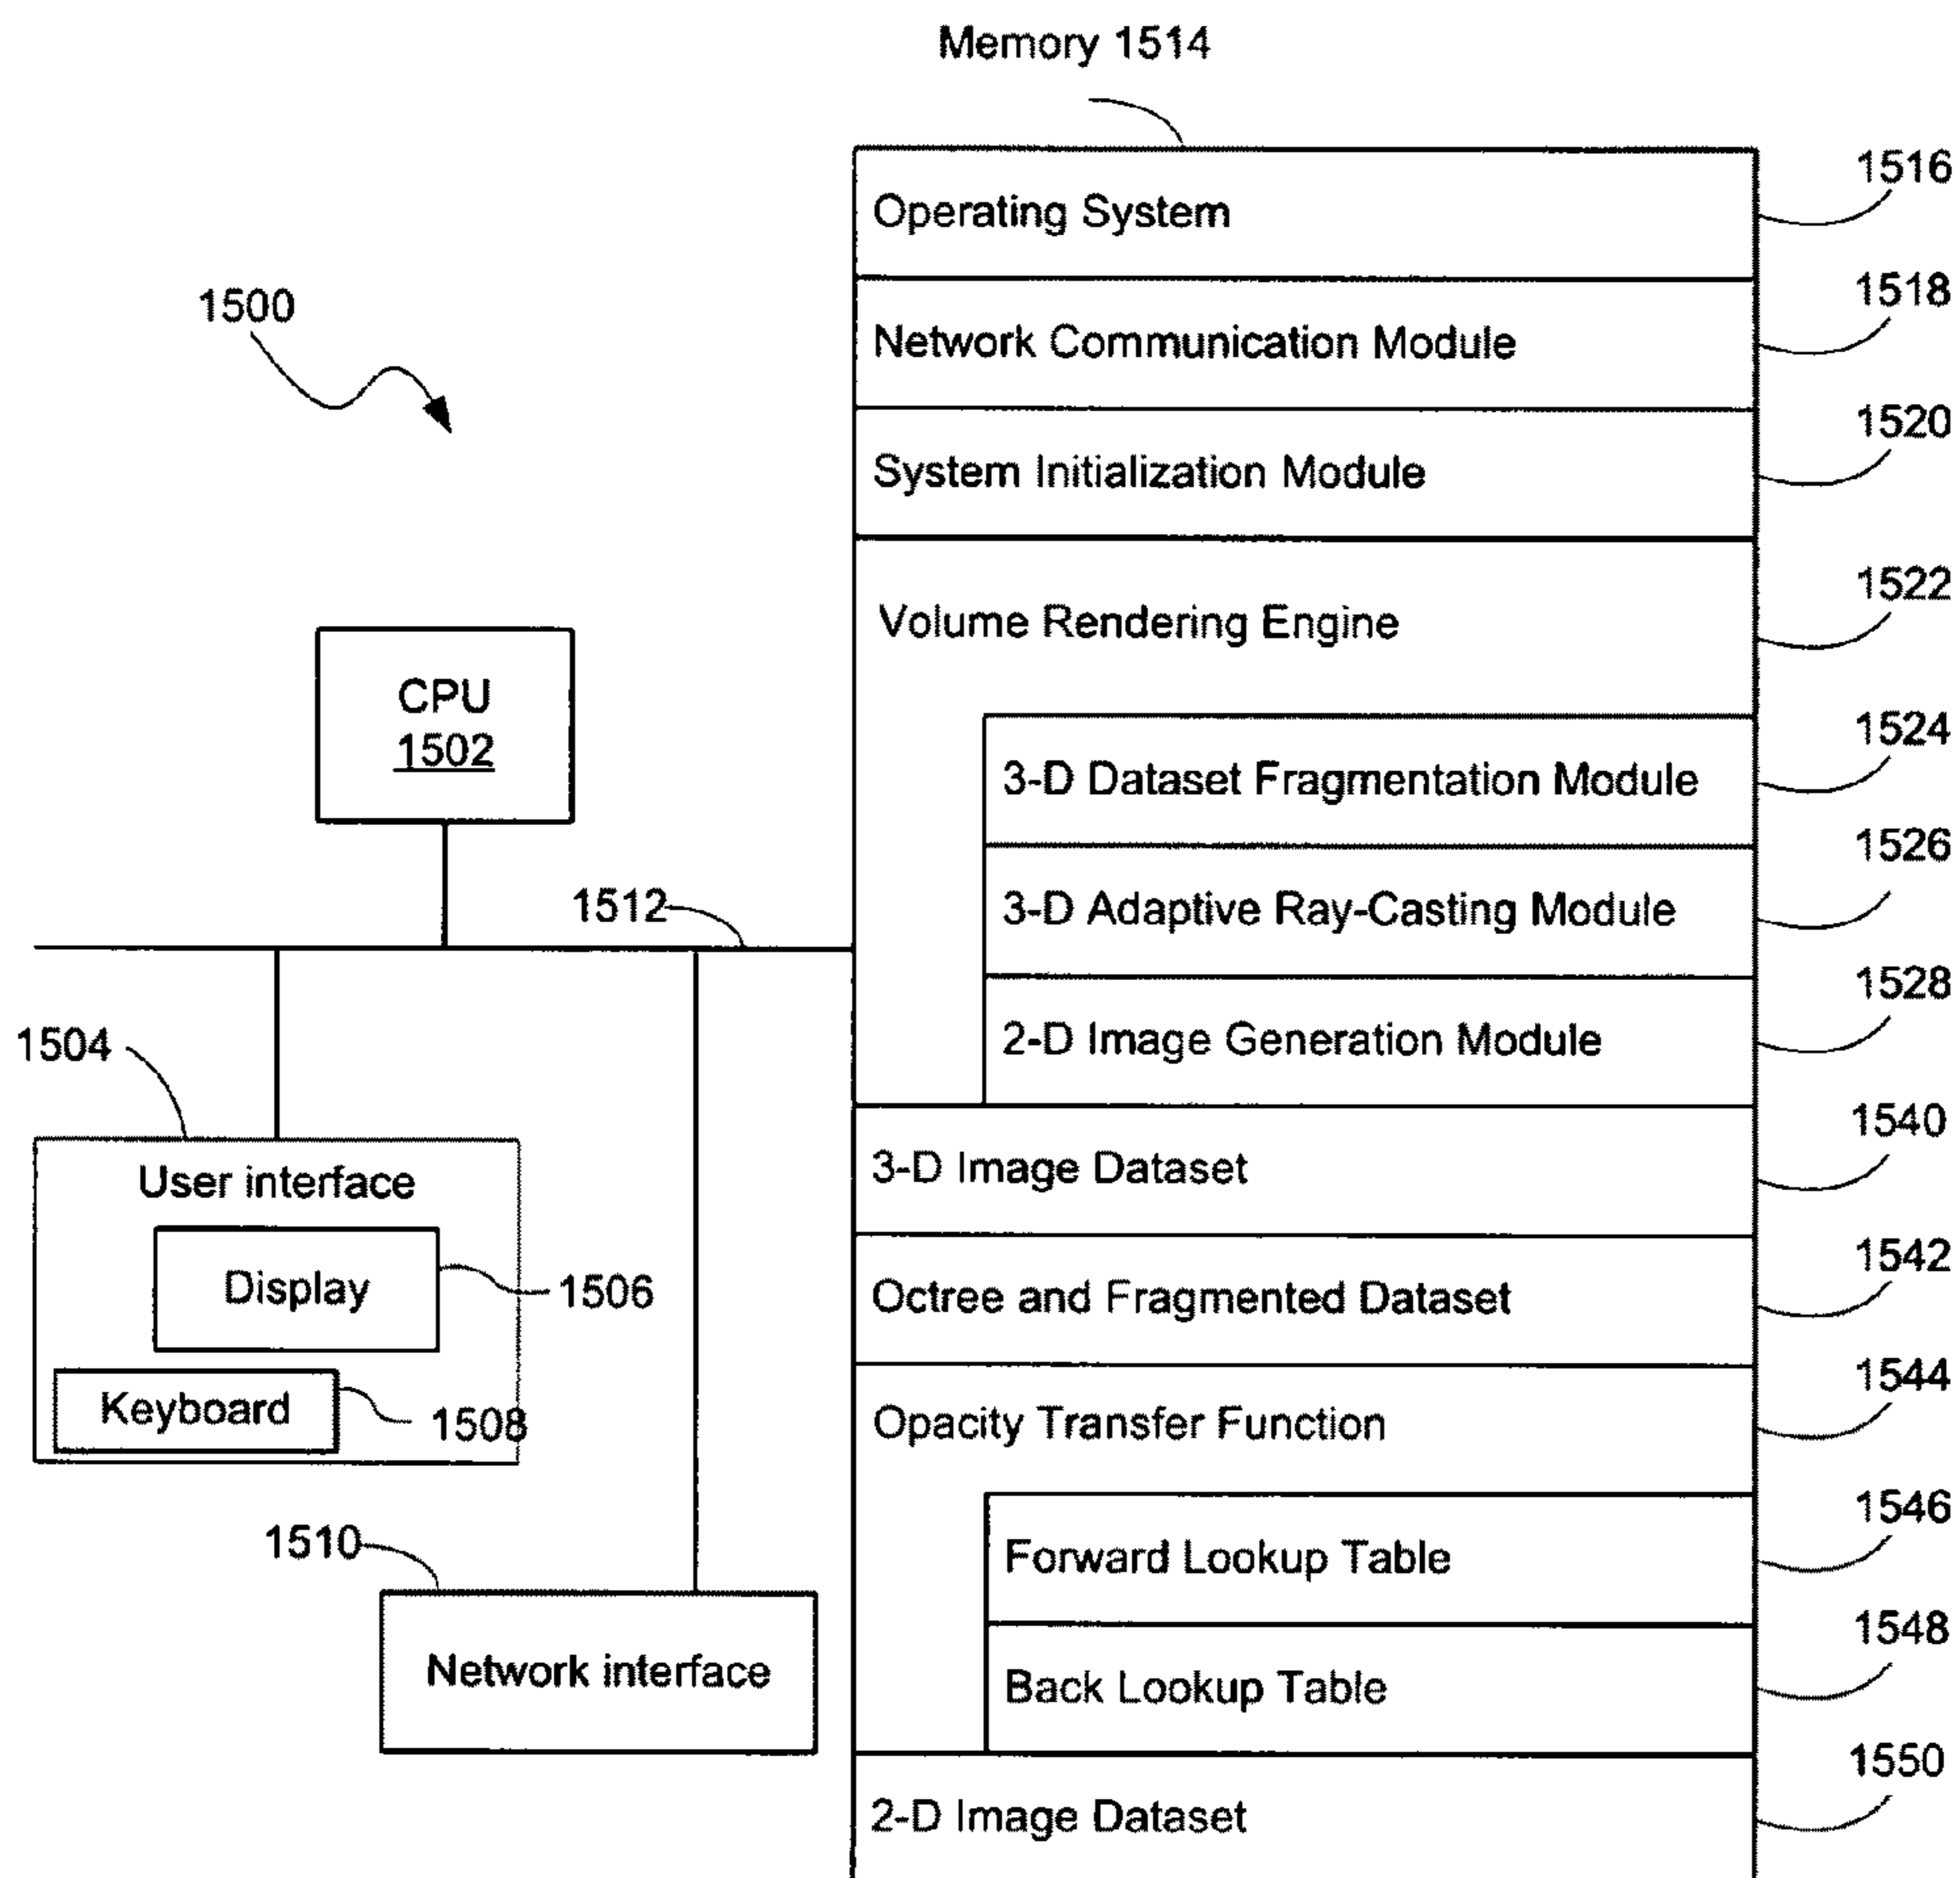 Memory 1514
1516
Operating System
1518
Network Communication Module
1500
1520
System Initialization Module
1522
Volume Rendering Engine
CPU
1502
1524
3-D Dataset Fragmentation Module
1526
3-D Adaptive Ray-Casting Module
1512
1528
2-D Image Generation Module
1504
1540
3-D Image Dataset
User interface
1542
Octree and Fragmented Dataset
Display
1506
1544
Opacity Transfer Function
Keyboard
1508
1546
Forward Lookup Table
1510
1548
Back Lookup Table
Network interface
1550
2-D Image Dataset